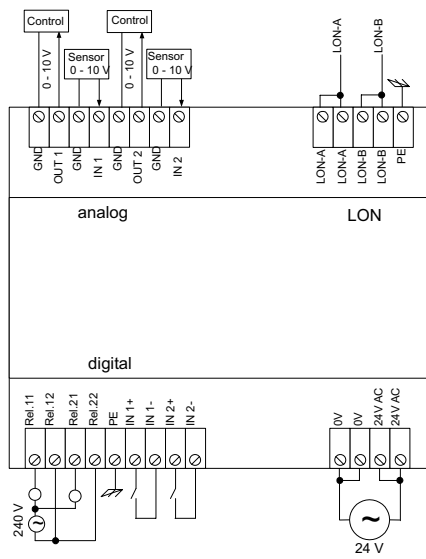 Control
Control
0 - 10 V
Sensor
0 - 10 V
0 - 10 V
Sensor
0 - 10 V
LON-A
LON-B
GND
OUT 1
GND
IN 1
GND
OUT 2
GND
IN 2
LON-A
LON-A
LON-B
LON-B
PE
analog
LON
digital
Rel.11
Rel.12
Rel.21
Rel.22
PE
IN 1+
IN 1-
IN 2+
IN 2-
0V
0V
24V AC
24V AC
240 V
~
~
24 V